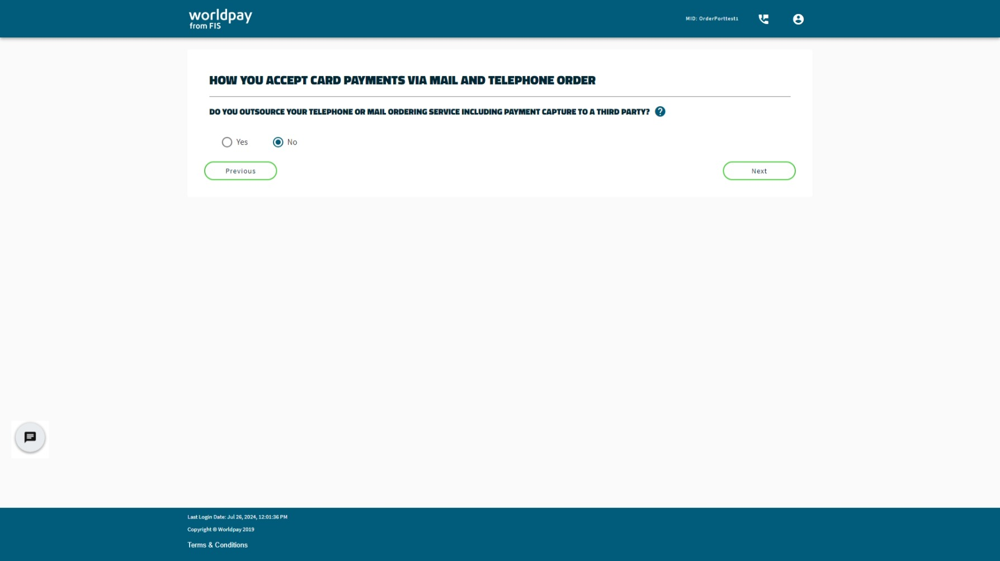 worldpay
from FIS
MID: OrderPorttest1
HOW YOU ACCEPT CARD PAYMENTS VIA MAIL AND TELEPHONE ORDER
DO YOU OUTSOURCE YOUR TELEPHONE OR MAIL ORDERING SERVICE INCLUDING PAYMENT CAPTURE TO A THIRD PARTY? ?
Yes No
Previous Next
Last Login Date: Jul 26, 2024, 12:01:36 PM
Copyright © Worldpay 2019
Terms & Conditions